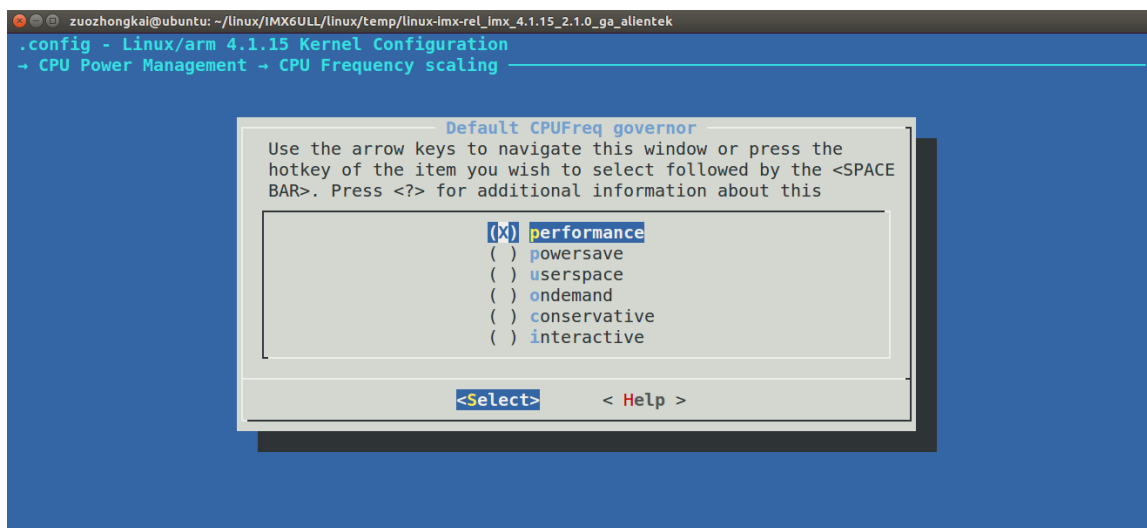 zuozhongkai@ubuntu: ~/linux/IMX6ULL/linux/temp/linux-imx-rel_imx_4.1.15_2.1.0_ga_alientek
.config - Linux/arm 4.1.15 Kernel Configuration
→ CPU Power Management → CPU Frequency scaling
Default CPUFreq governor
Use the arrow keys to navigate this window or press the
hotkey of the item you wish to select followed by the <SPACE
BAR>. Press <?> for additional information about this
(X) performance
( ) powersave
( ) userspace
( ) ondemand
( ) conservative
( ) interactive
<Select> < Help >